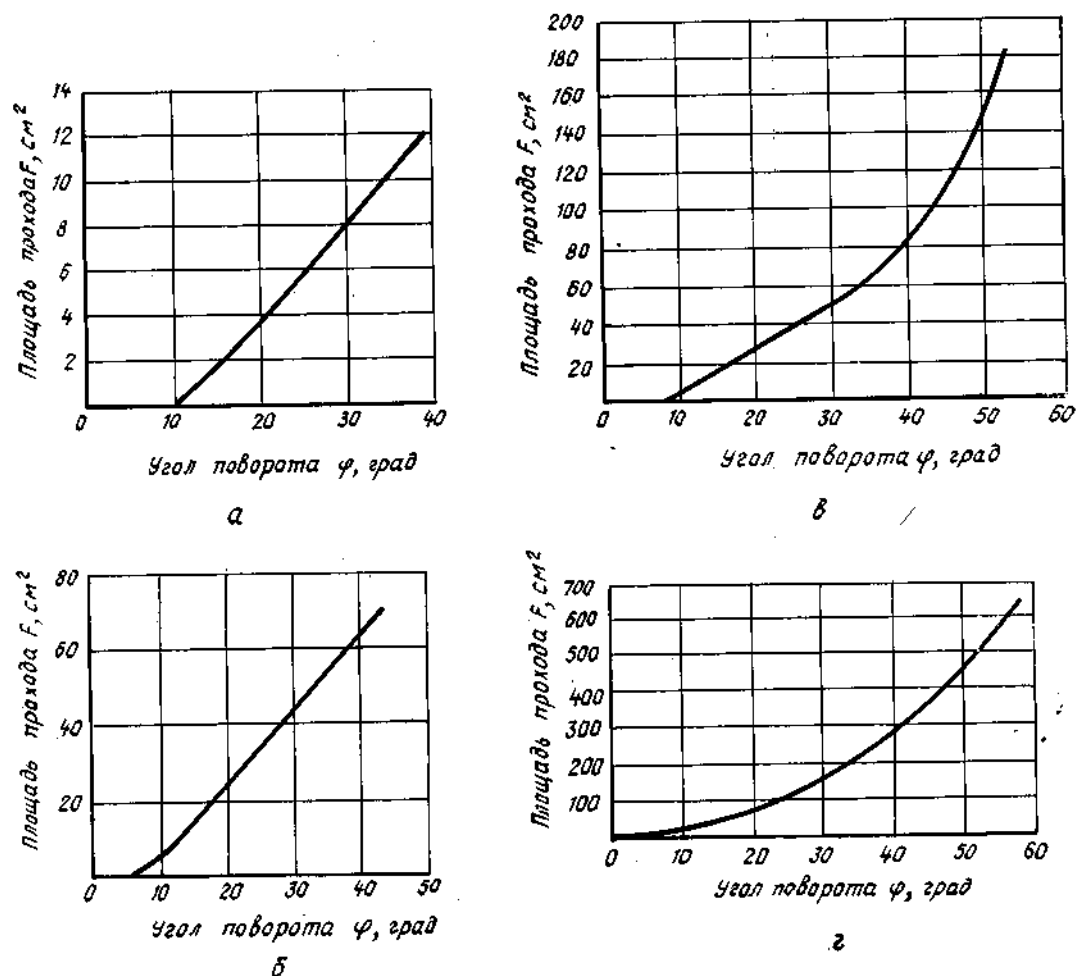 Площадь прохода F, см²
14
12
10
8
6
4
2
0 10 20 30 40
Угол поворота φ, град
а
Площадь прохода F, см²
200
180
160
140
120
100
80
60
40
20
0 10 20 30 40 50 60
Угол поворота φ, град
в
Площадь прохода F, см²
80
60
40
20
0 10 20 30 40 50
Угол поворота φ, град
б
Площадь прохода F, см²
700
600
500
400
300
200
100
0 10 20 30 40 50 60
Угол поворота φ, град
г